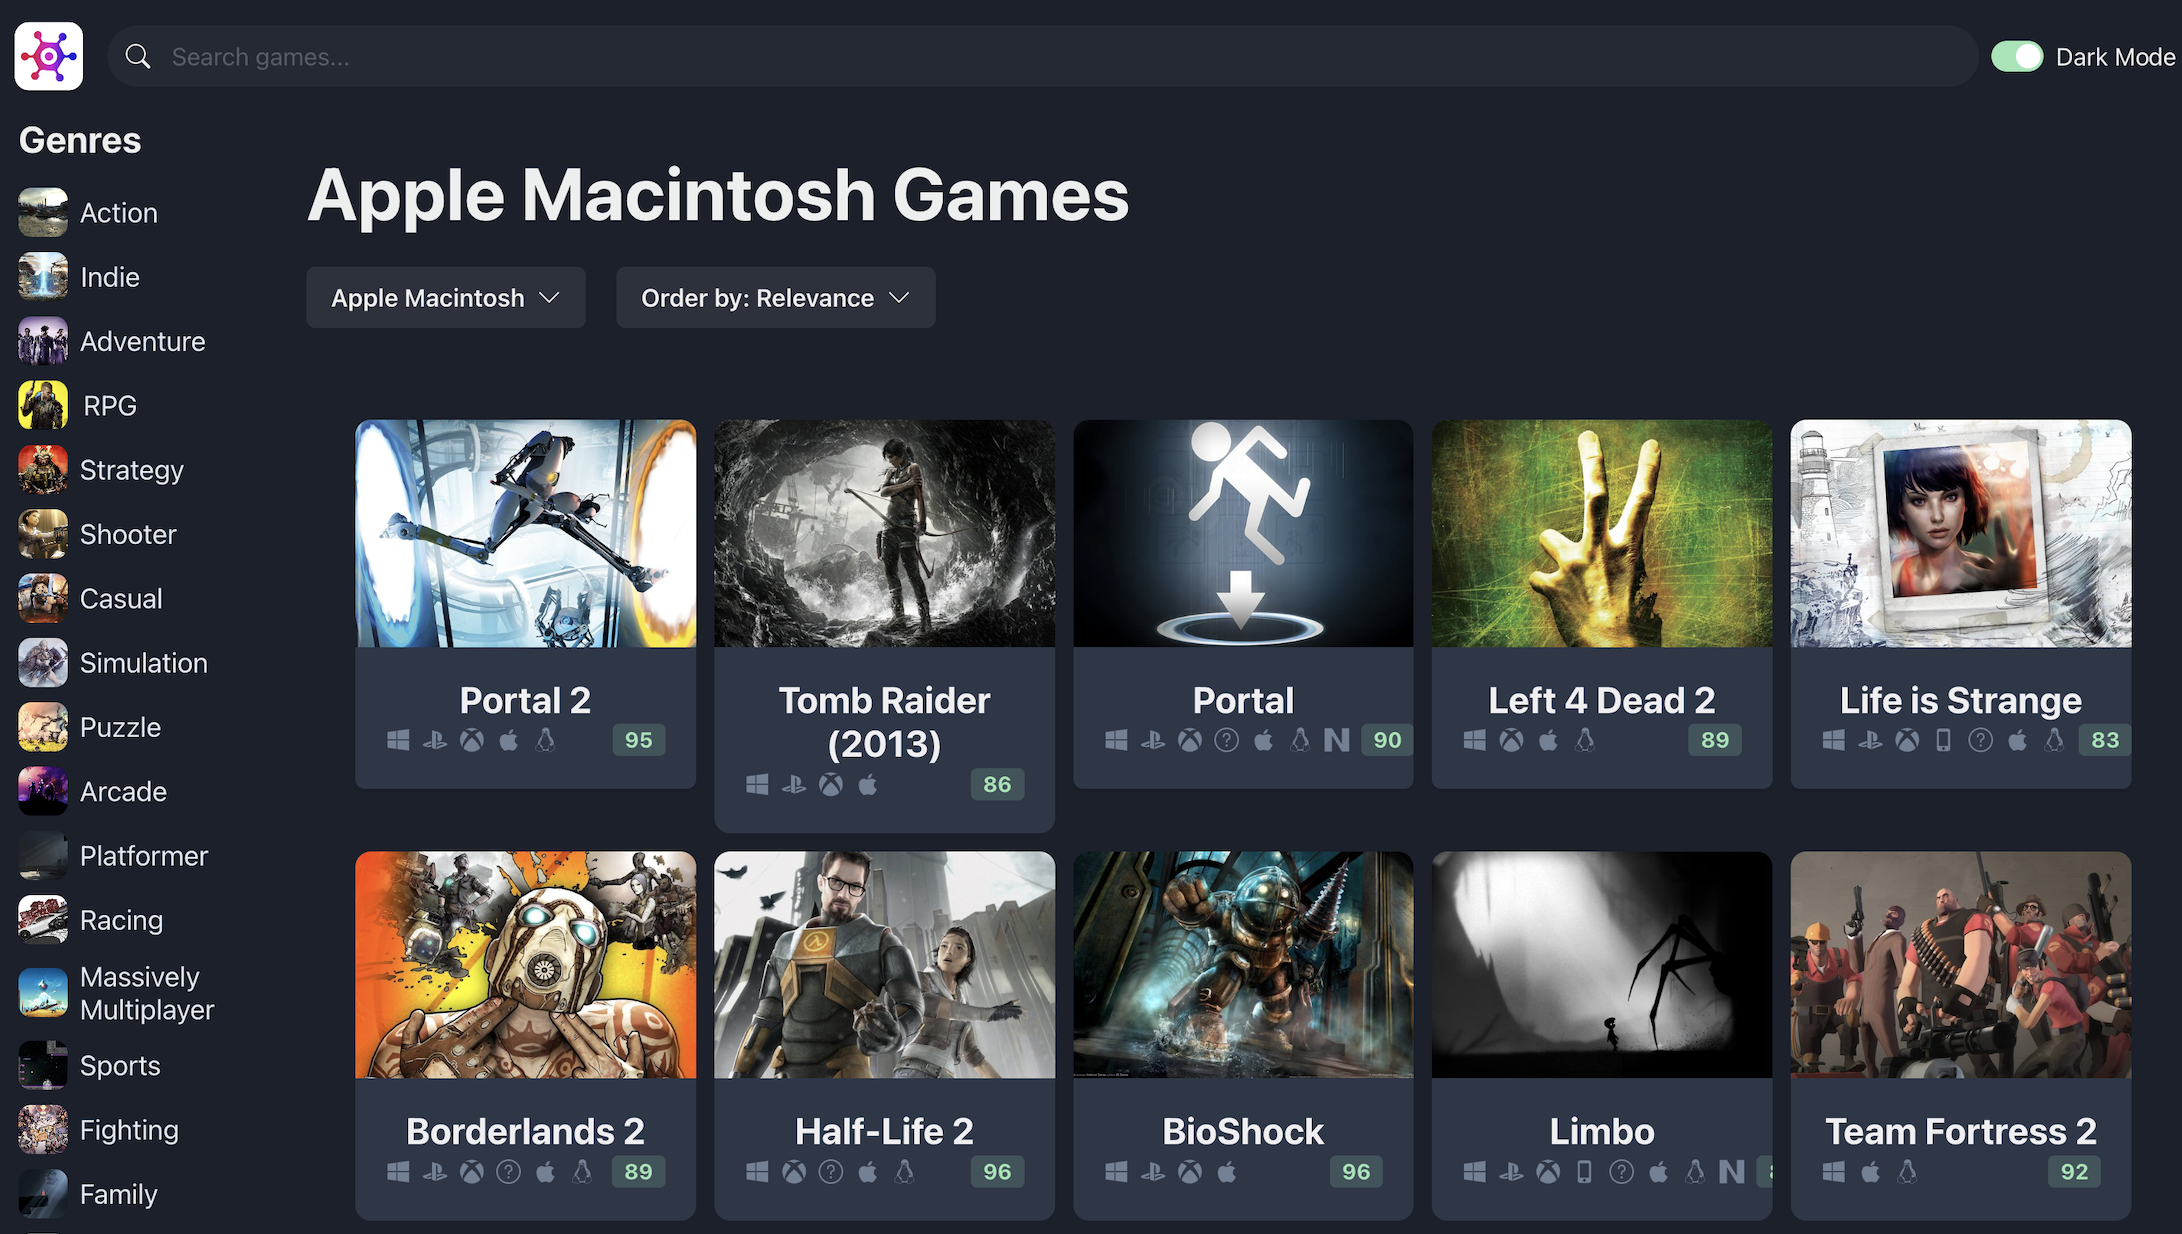 Search games...
Dark Mode
Genres
Action
Indie
Adventure
RPG
Strategy
Shooter
Casual
Simulation
Puzzle
Arcade
Platformer
Racing
Massively
Multiplayer
Sports
Fighting
Family
Apple Macintosh Games
Apple Macintosh
Order by: Relevance
Portal 2
95
Tomb Raider
(2013)
86
Portal
90
Left 4 Dead 2
89
Life is Strange
83
Borderlands 2
89
Half-Life 2
96
BioShock
96
Limbo
Team Fortress 2
92